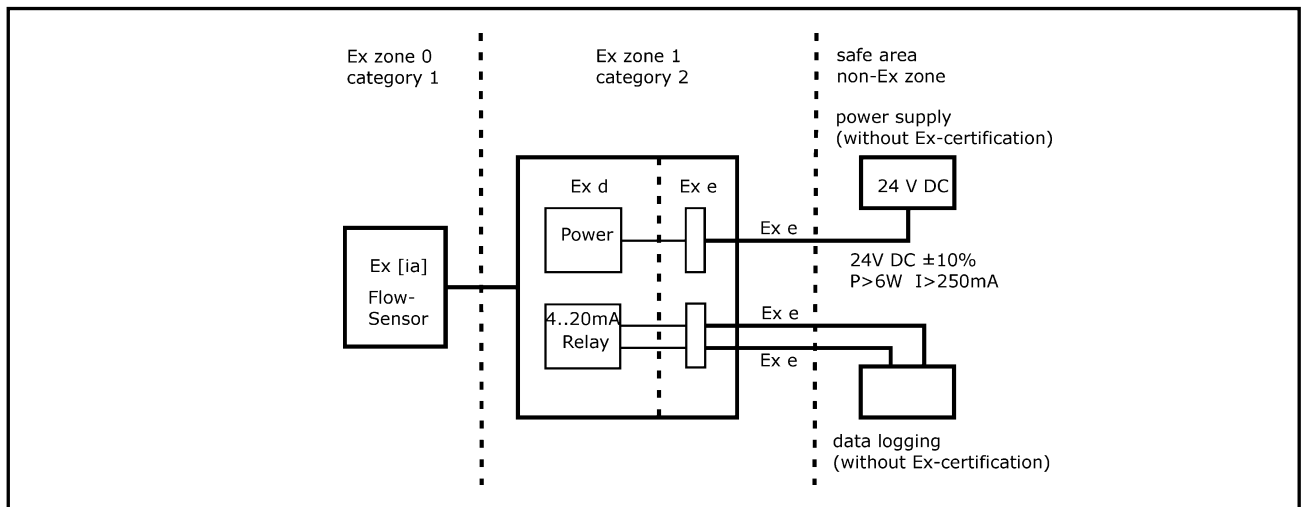 Ex zone 0
category 1
Ex zone 1
category 2
safe area
non-Ex zone
power supply
(without Ex-certification)
24 V DC
Ex d
Ex e
Power
Ex e
24V DC ±10%
P>6W I>250mA
Ex [ia]
Flow-
Sensor
4..20mA
Relay
Ex e
Ex e
data logging
(without Ex-certification)